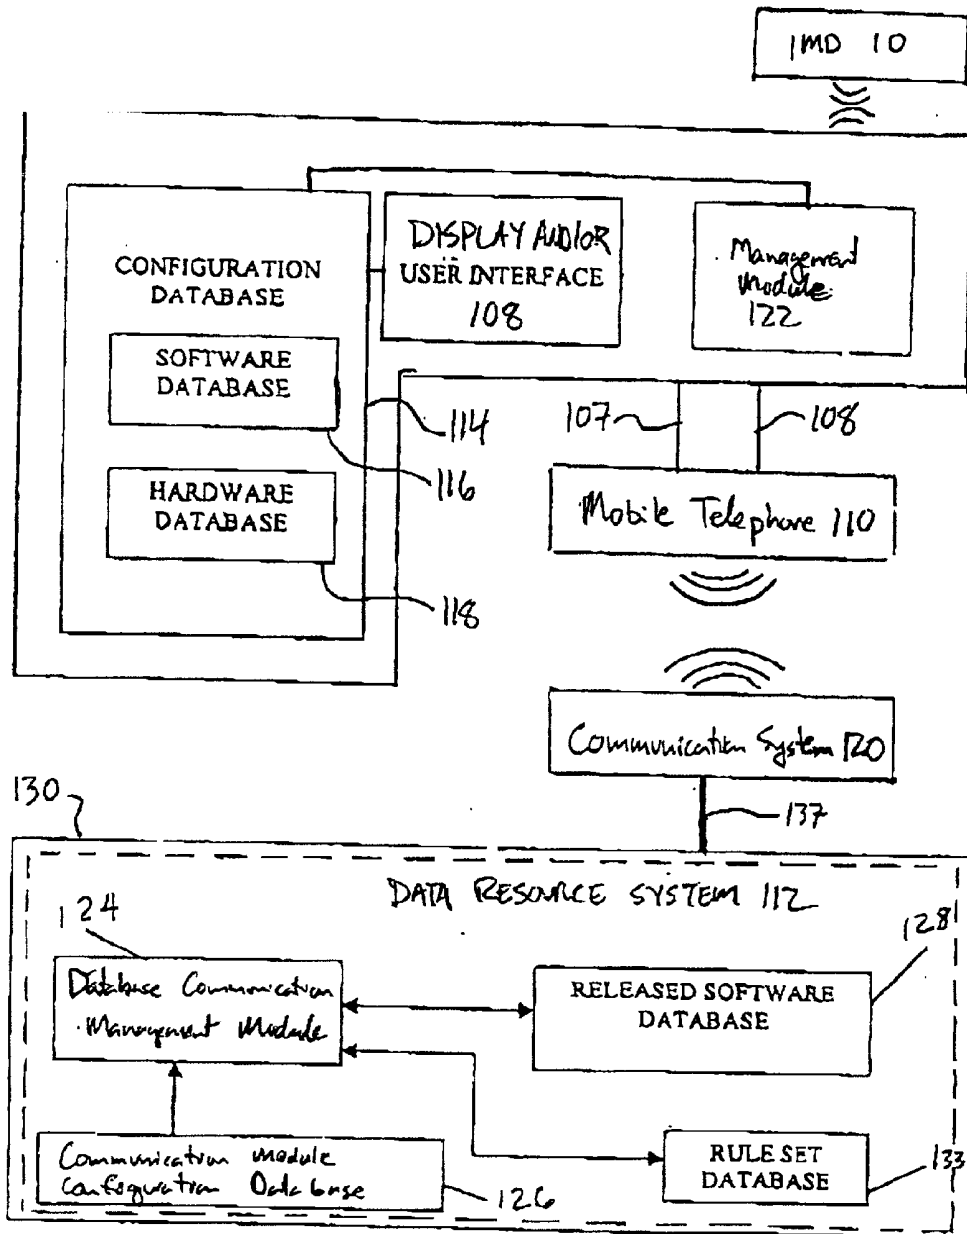 IMD 10
CONFIGURATION
DATABASE
SOFTWARE
DATABASE
HARDWARE
DATABASE
DISPLAY AND/OR
USER INTERFACE
108
Management
Module
122
114
116
118
107
108
Mobile Telephone 110
Communication System 120
137
130
DATA RESOURCE SYSTEM 112
124
Database Communication
Management Module
128
RELEASED SOFTWARE
DATABASE
Communication Module
Configuration Database
126
RULE SET
DATABASE
133